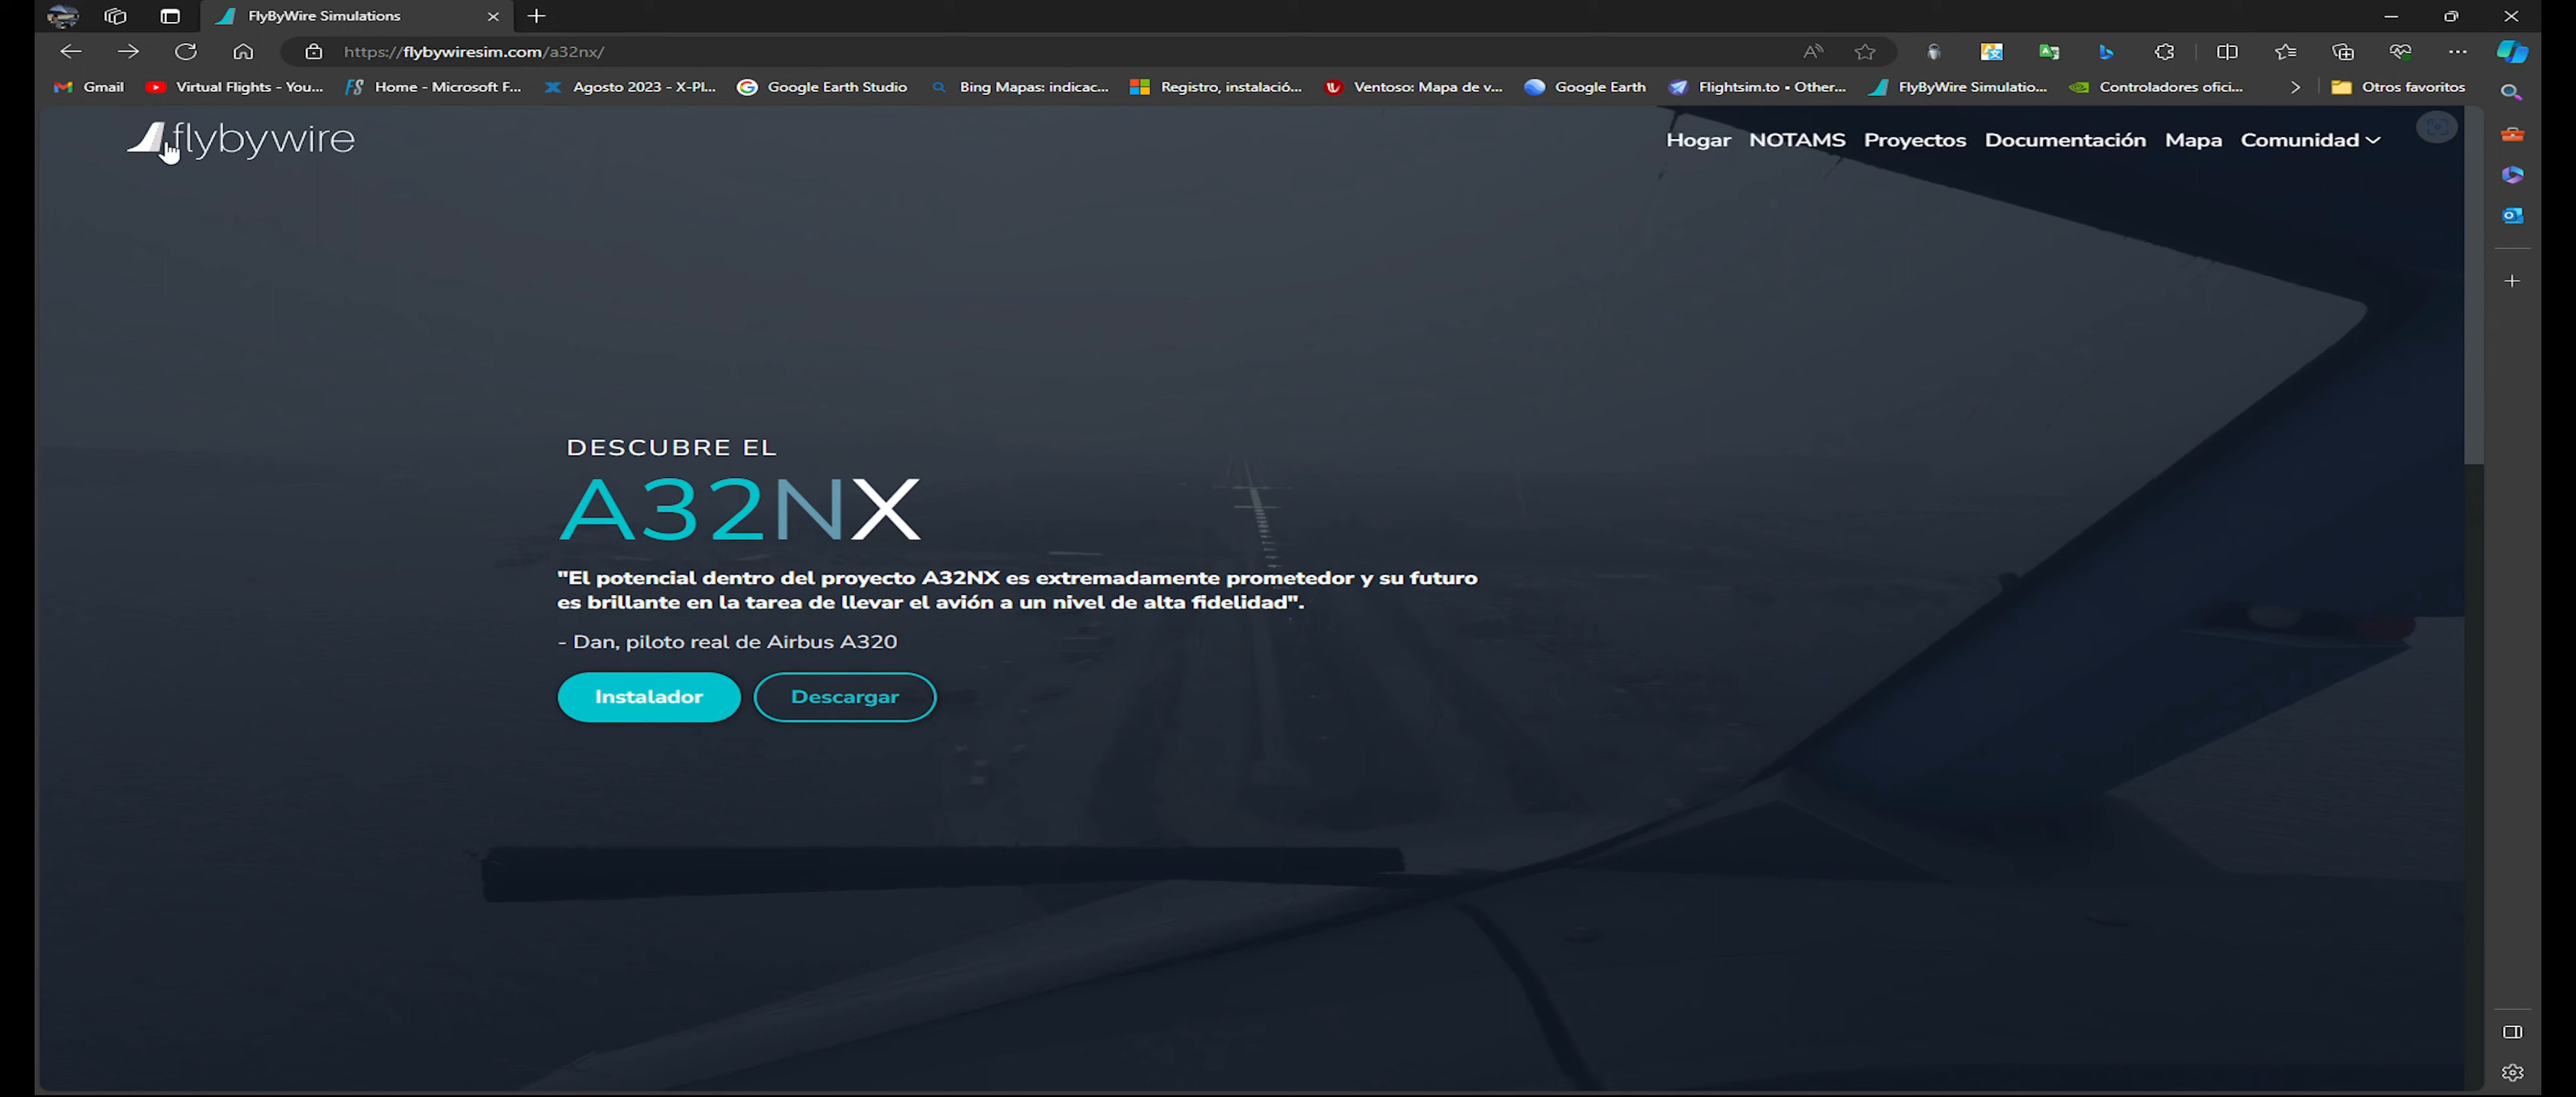 FlyByWire Simulations
https://flybywiresim.com/a32nx/
Gmail
Virtual Flights - You...
Home - Microsoft F...
Agosto 2023 - X-Pl...
Google Earth Studio
Bing Mapas: indicac...
Registro, instalació...
Ventoso: Mapa de v...
Google Earth
Flightsim.to • Other...
FlyByWire Simulatio...
Controladores ofici...
Otros favoritos
flybywire
Hogar NOTAMS Proyectos Documentación Mapa Comunidad
DESCUBRE EL
A32NX
"El potencial dentro del proyecto A32NX es extremadamente prometedor y su futuro
es brillante en la tarea de llevar el avión a un nivel de alta fidelidad".
- Dan, piloto real de Airbus A320
Instalador
Descargar